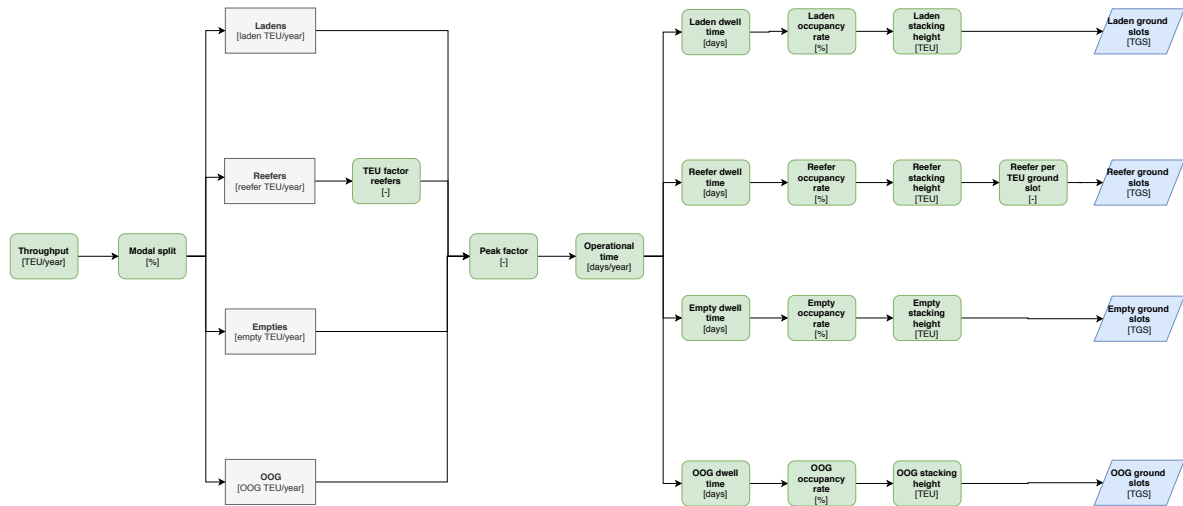 Ladens
[laden TEU/year]
Laden dwell
time
[days]
Laden
occupancy
rate
[%]
Laden
stacking
height
[TEU]
Laden ground
slots
[TGS]
Reefers
[reefer TEU/year]
TEU factor
reefers
[-]
Reefer dwell
time
[days]
Reefer
occupancy
rate
[%]
Reefer
stacking
height
[TEU]
Reefer per
TEU ground
slot
[-]
Reefer ground
slots
[TGS]
Throughput
[TEU/year]
Modal split
[%]
Peak factor
[-]
Operational
time
[days/year]
Empties
[empty TEU/year]
Empty dwell
time
[days]
Empty
occupancy
rate
[%]
Empty
stacking
height
[TEU]
Empty ground
slots
[TGS]
OOG
[OOG TEU/year]
OOG dwell
time
[days]
OOG
occupancy
rate
[%]
OOG stacking
height
[TEU]
OOG ground
slots
[TGS]